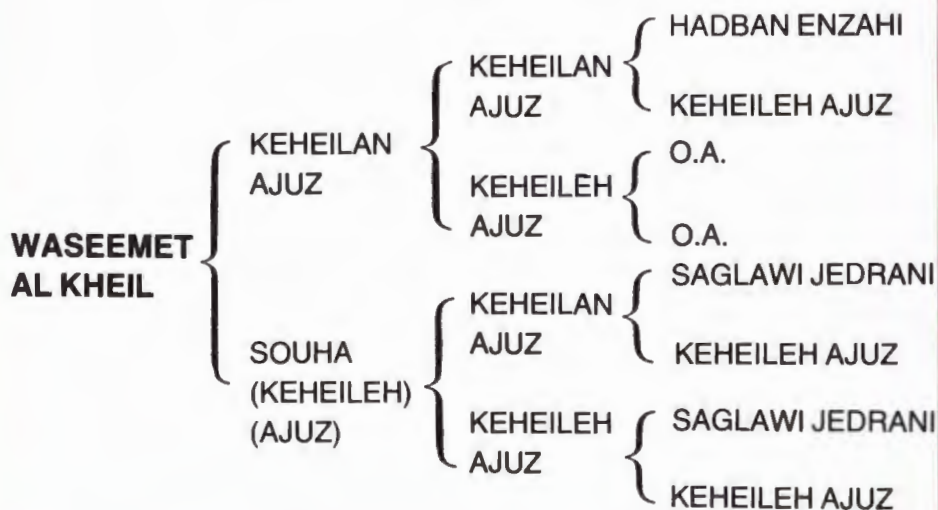 HADBAN ENZAHI
KEHEILAN
AJUZ
KEHEILEH AJUZ
KEHEILAN
AJUZ
O.A.
KEHEILEH
AJUZ
O.A.
WASEEMET
AL KHEIL
SAGLAWI JEDRANI
KEHEILAN
AJUZ
KEHEILEH AJUZ
SOUHA
(KEHEILEH)
(AJUZ)
SAGLAWI JEDRANI
KEHEILEH
AJUZ
KEHEILEH AJUZ